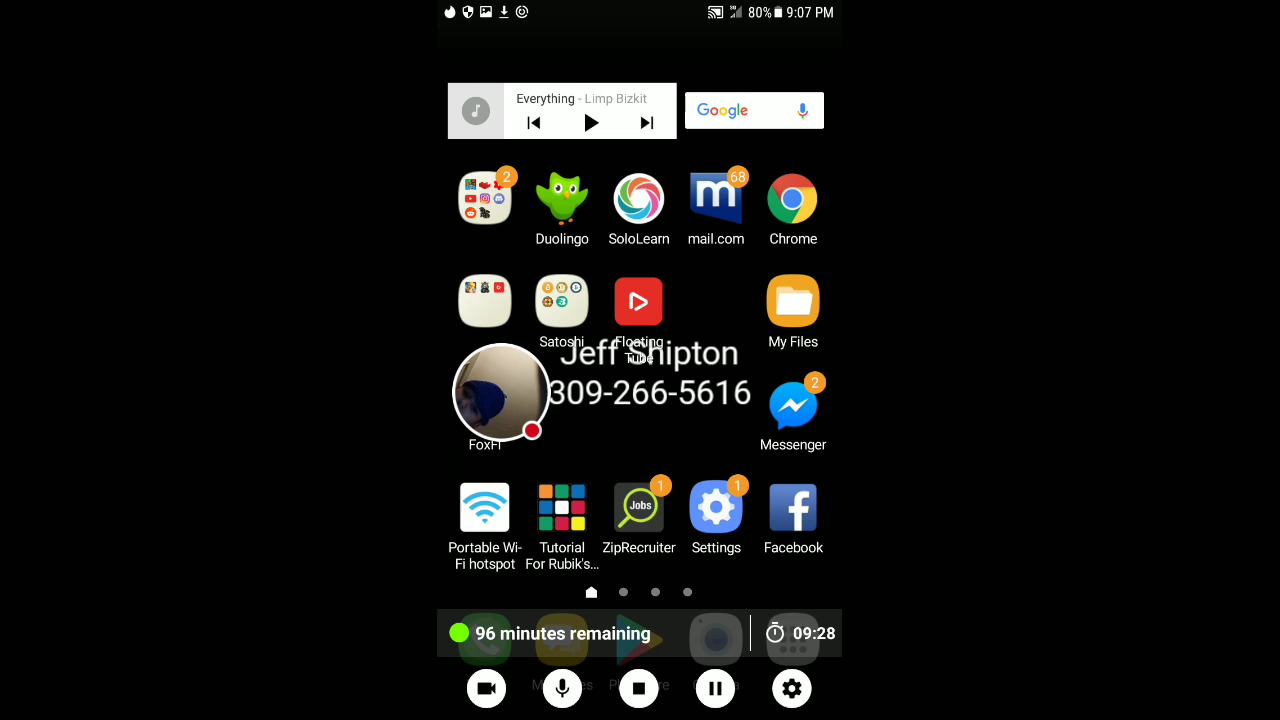 80% 9:07 PM
Everything - Limp Bizkit
Google
2
68
Duolingo
SoloLearn
mail.com
Chrome
Satoshi
Floating
Tube
My Files
Jeff Shipton
309-266-5616
2
FoxFi
Messenger
Jobs
1
1
Portable Wi-
Fi hotspot
Tutorial
For Rubik's...
ZipRecruiter
Settings
Facebook
96 minutes remaining
09:28